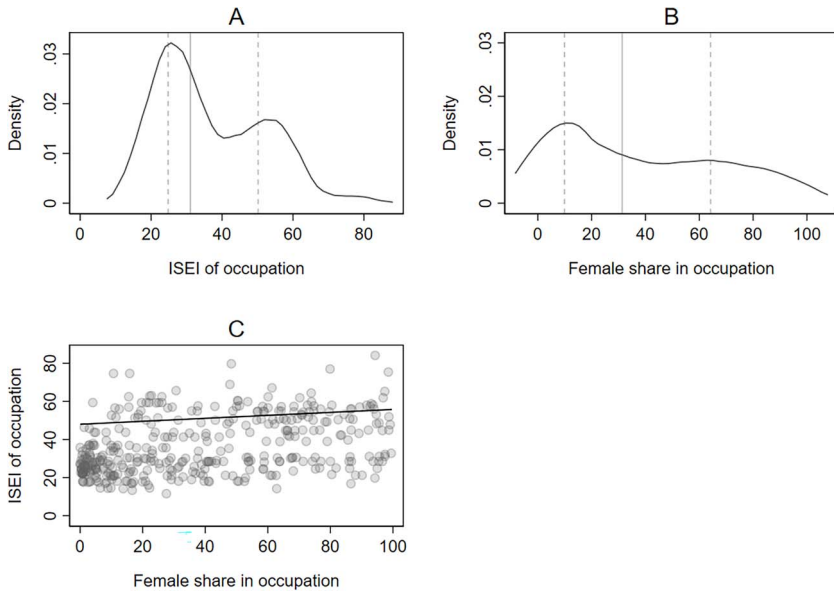 A
Density
.03
.02
.01
0
0 20 40 60 80
ISEI of occupation
B
Density
.03
.02
.01
0
0 20 40 60 80 100
Female share in occupation
C
ISEI of occupation
80
60
40
20
0
0 20 40 60 80 100
Female share in occupation